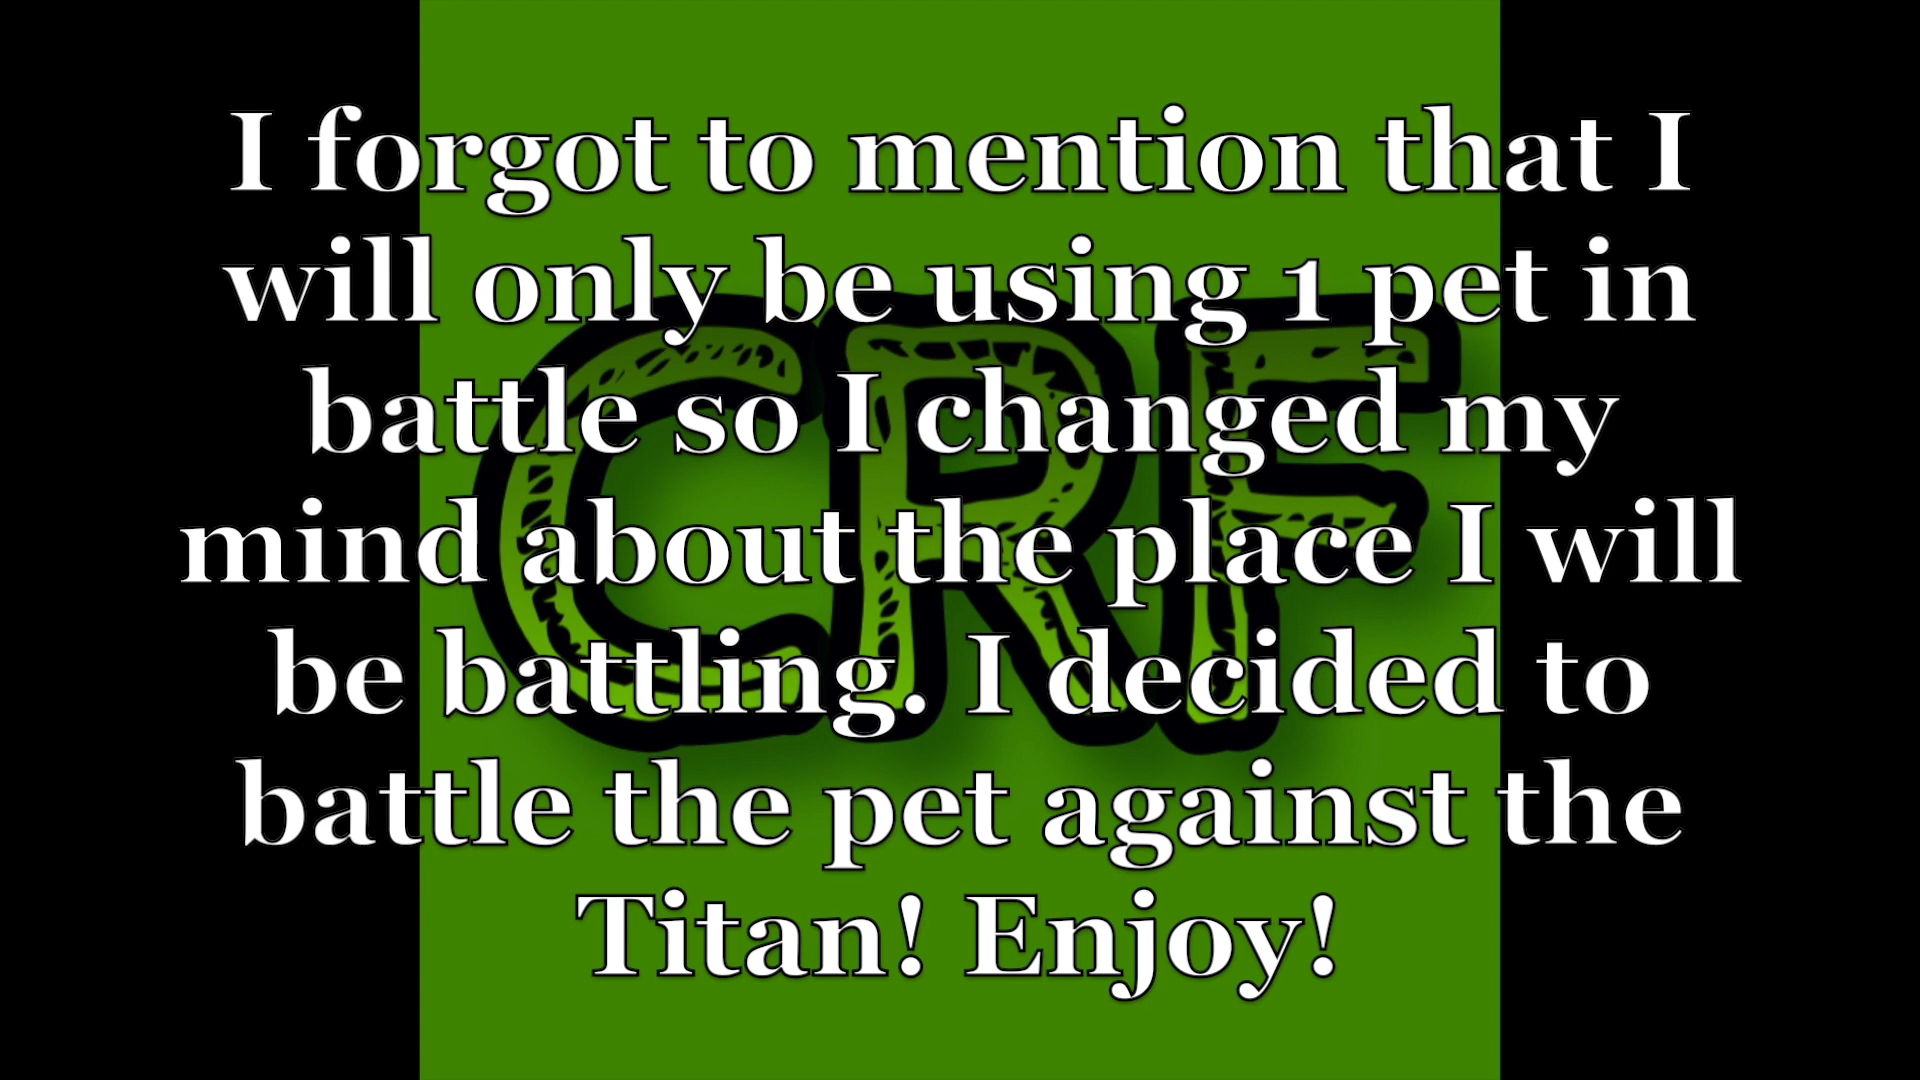 I forgot to mention that I
will only be using 1 pet in
battle so I changed my
mind about the place I will
be battling. I decided to
battle the pet against the
Titan! Enjoy!
CRF